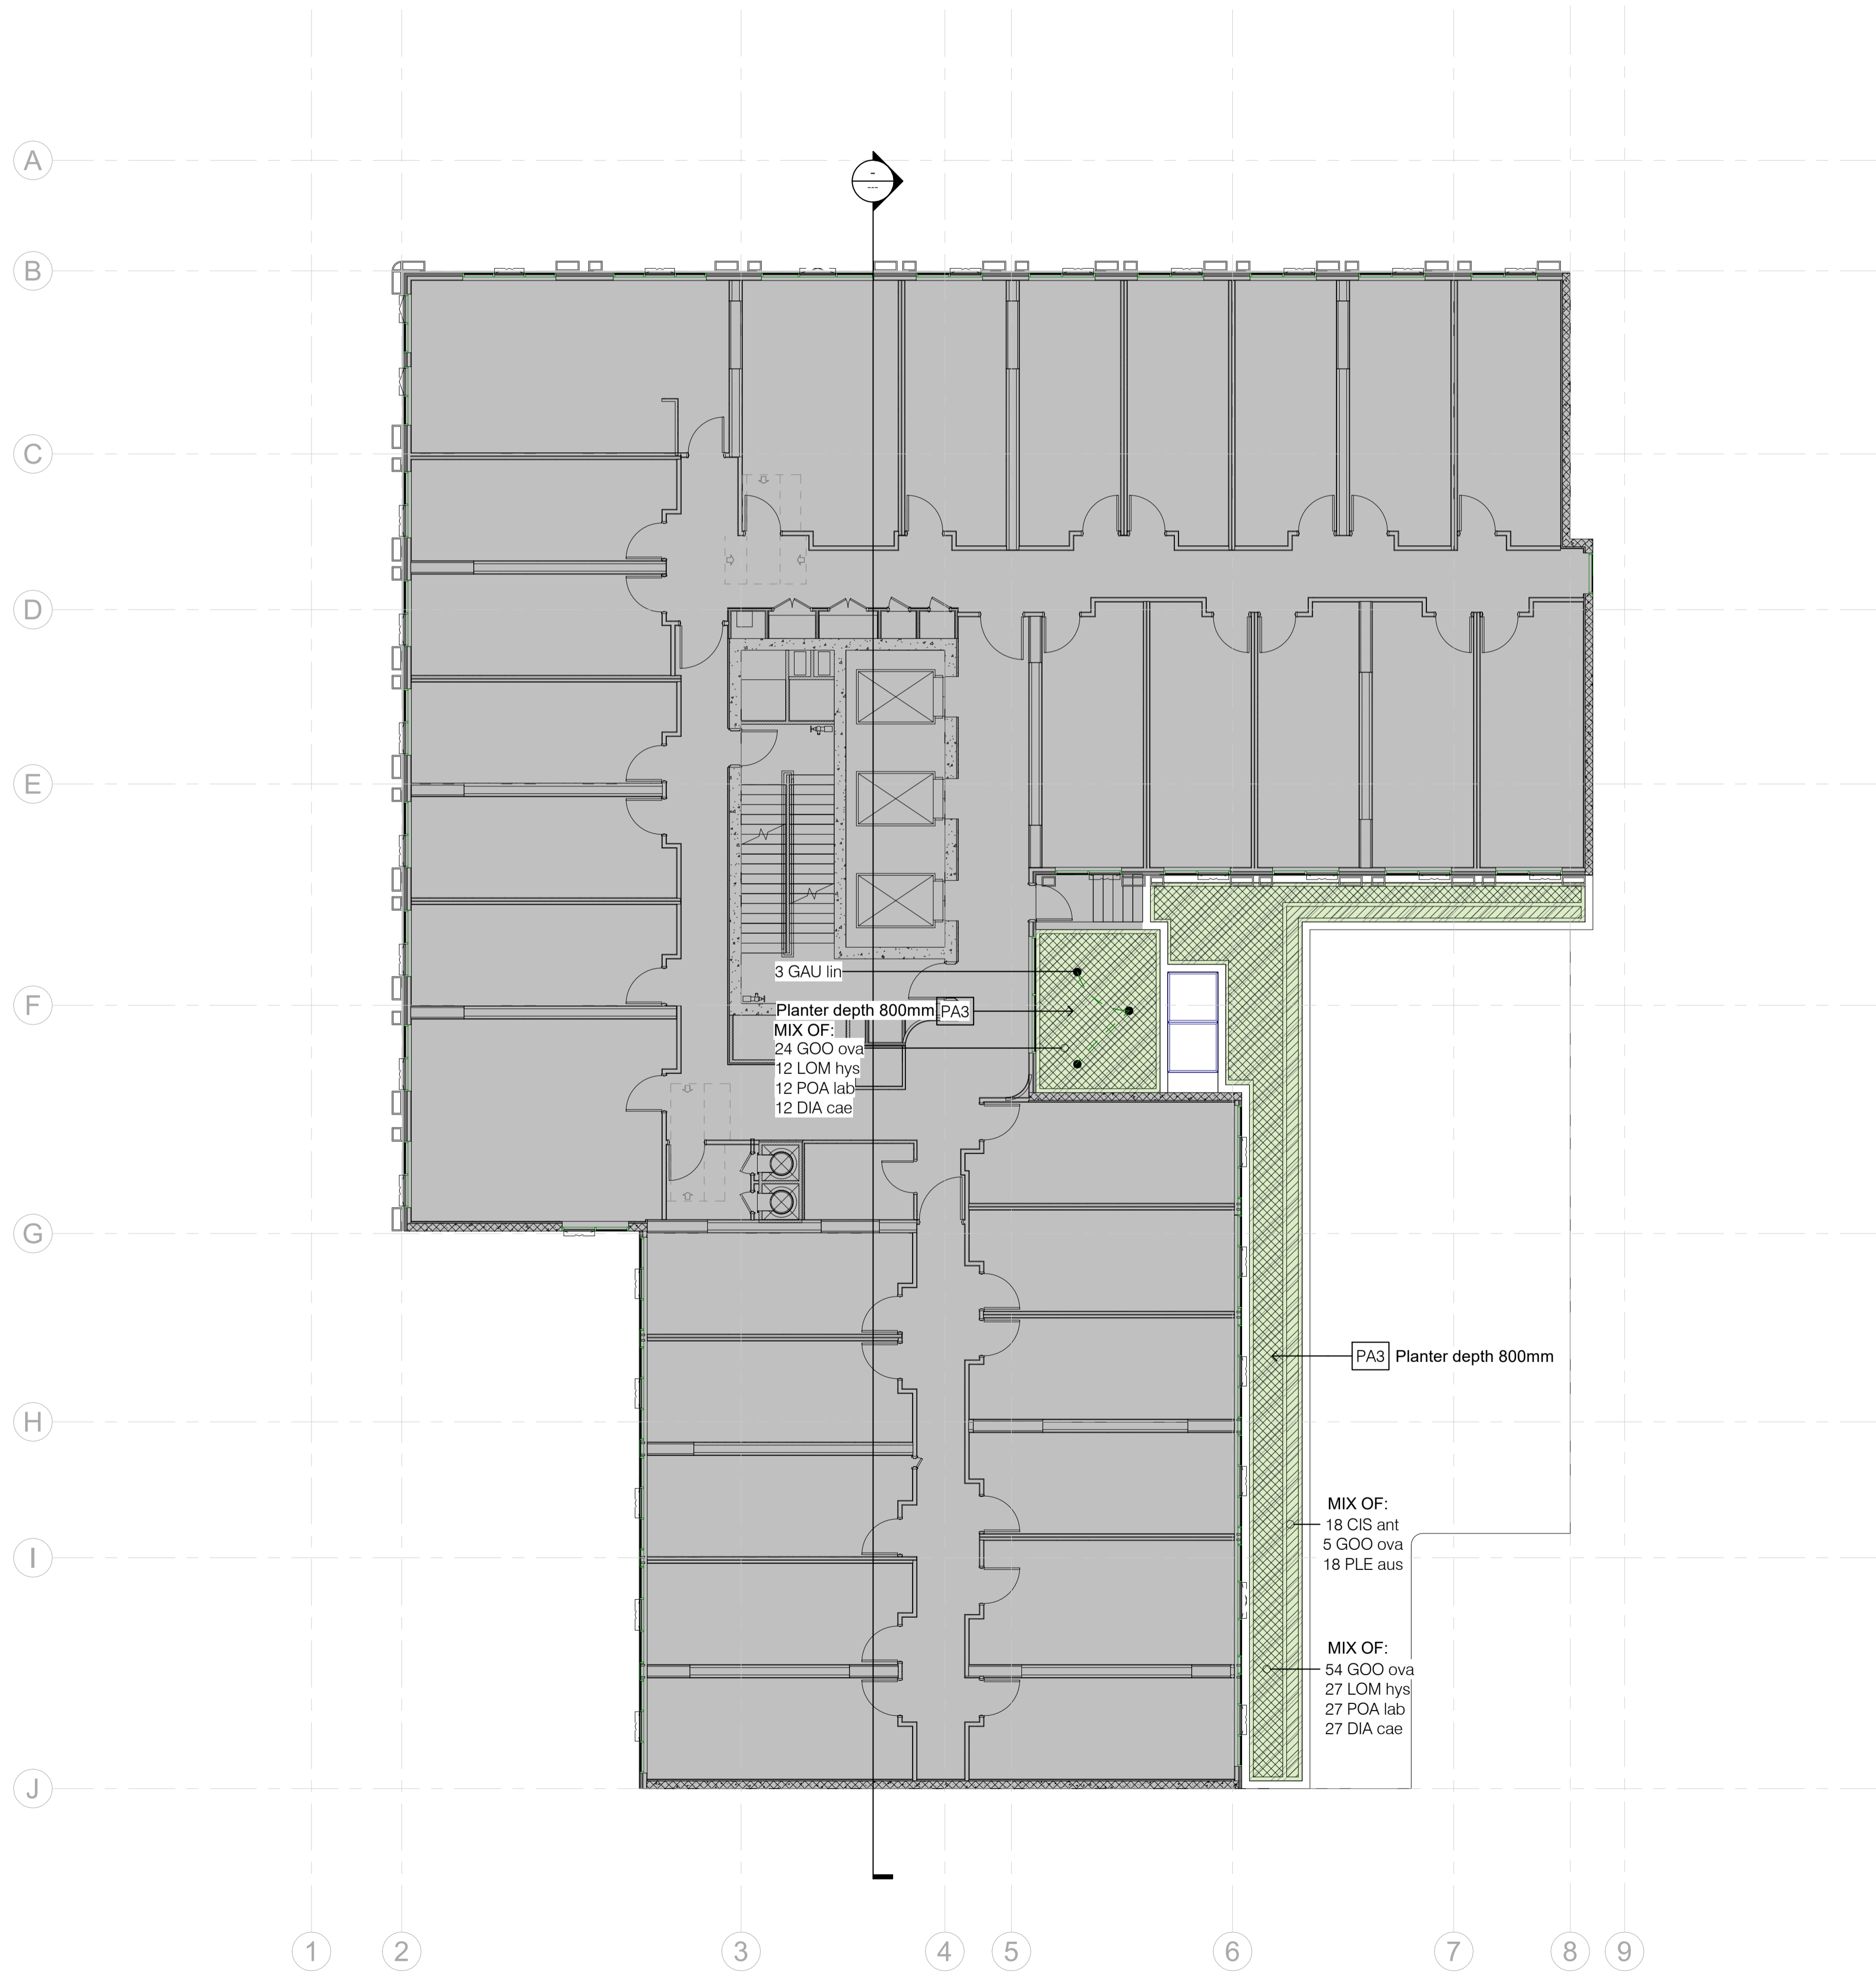 A
-
---
B
C
D
E
3 GAU lin
F
Planter depth 800mm PA3
MIX OF:
24 GOO ova
12 LOM hys
12 POA lab
12 DIA cae
G
PA3 Planter depth 800mm
H
MIX OF:
18 CIS ant
5 GOO ova
18 PLE aus
I
MIX OF:
54 GOO ova
27 LOM hys
27 POA lab
27 DIA cae
J
1 2 3 4 5 6 7 8 9